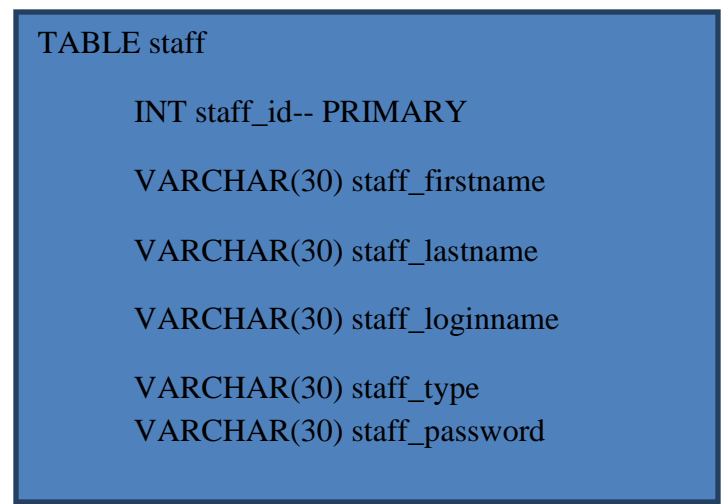 TABLE staff
INT staff_id-- PRIMARY
VARCHAR(30) staff_firstname
VARCHAR(30) staff_lastname
VARCHAR(30) staff_loginname
VARCHAR(30) staff_type
VARCHAR(30) staff_password